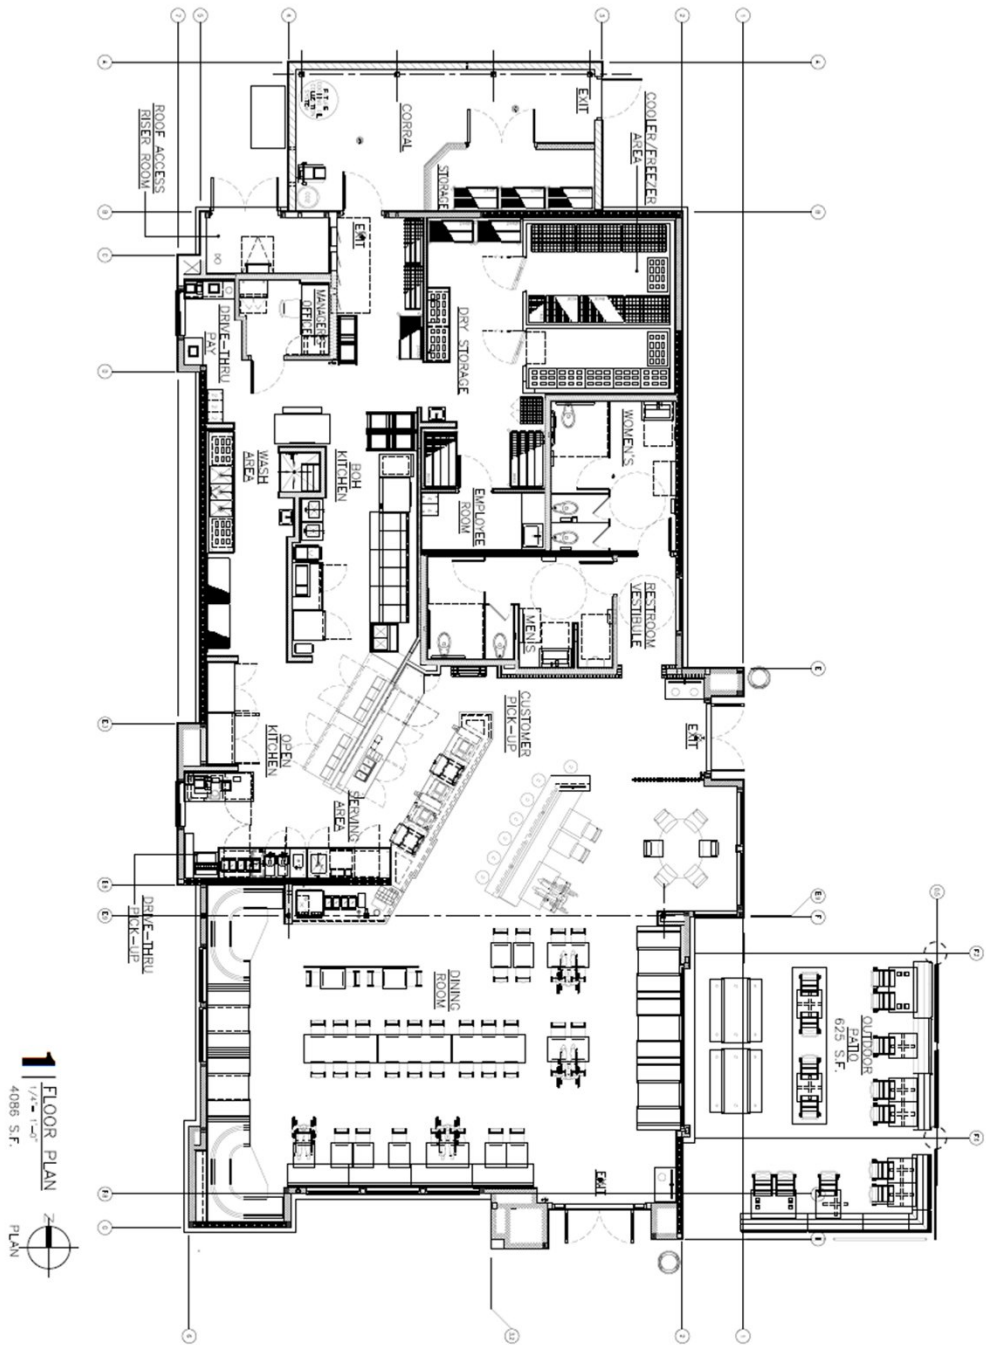 COOLER/FREEZER
AREA
EXIT
CORRAL
STORAGE
ROOF ACCESS
RISER ROOM
EXIT
MANAGERS
OFFICE
DRIVE-THRU
PAY
DRY STORAGE
WOMEN'S
EMPLOYEE
ROOM
BOH
KITCHEN
WASH
AREA
RESTROOM
VESTIBULE
MEN'S
CUSTOMER
PICK-UP
EXIT
OPEN
KITCHEN
SERVING
AREA
DRIVE-THRU
PICK-UP
DINING
ROOM
OUTDOOR
PATIO
625 S.F.
EXIT
1
FLOOR PLAN
1/4"= 1'-0"
4086 S.F.
N
PLAN